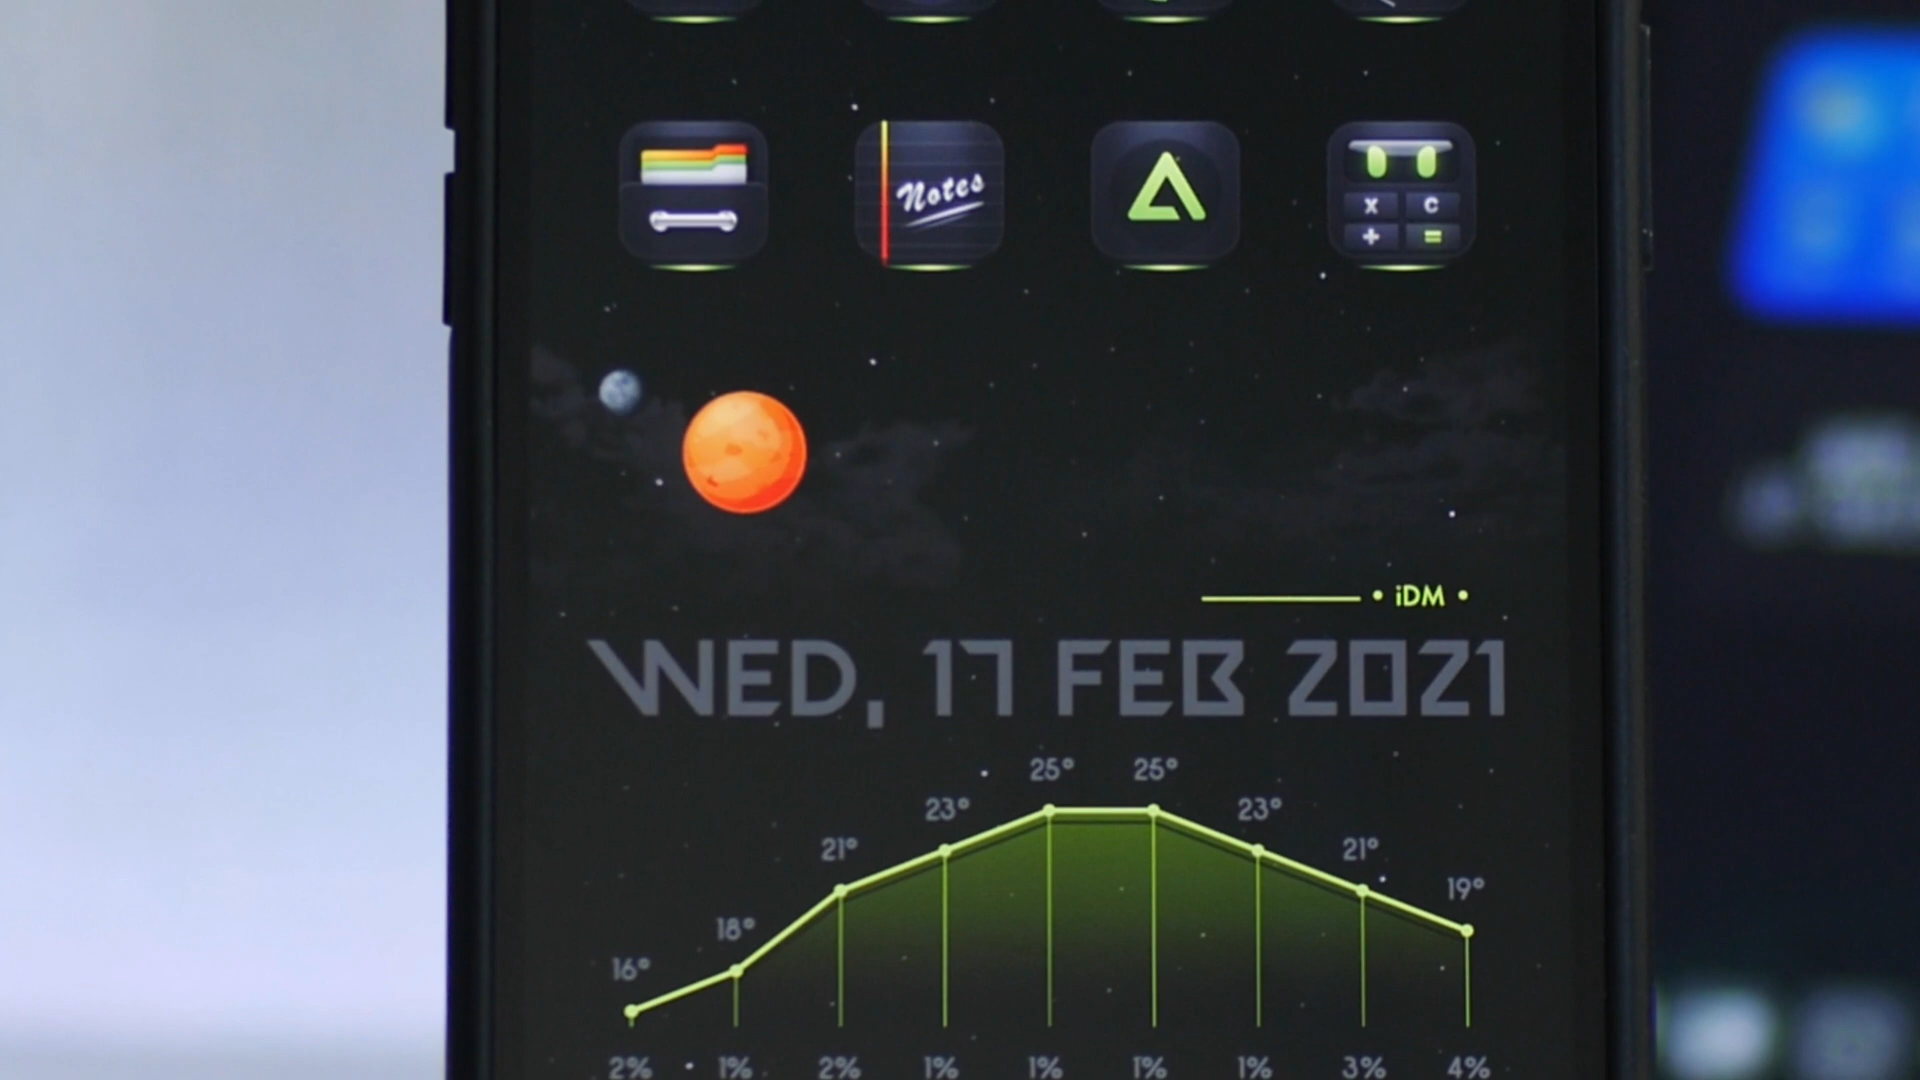 Notes
x C
+ =
• iDM •
WED, 17 FEB 2021
25° 25°
23° 23°
21° 21°
19°
18°
16°
2% 1% 2% 1% 1% 1% 1% 3% 4%